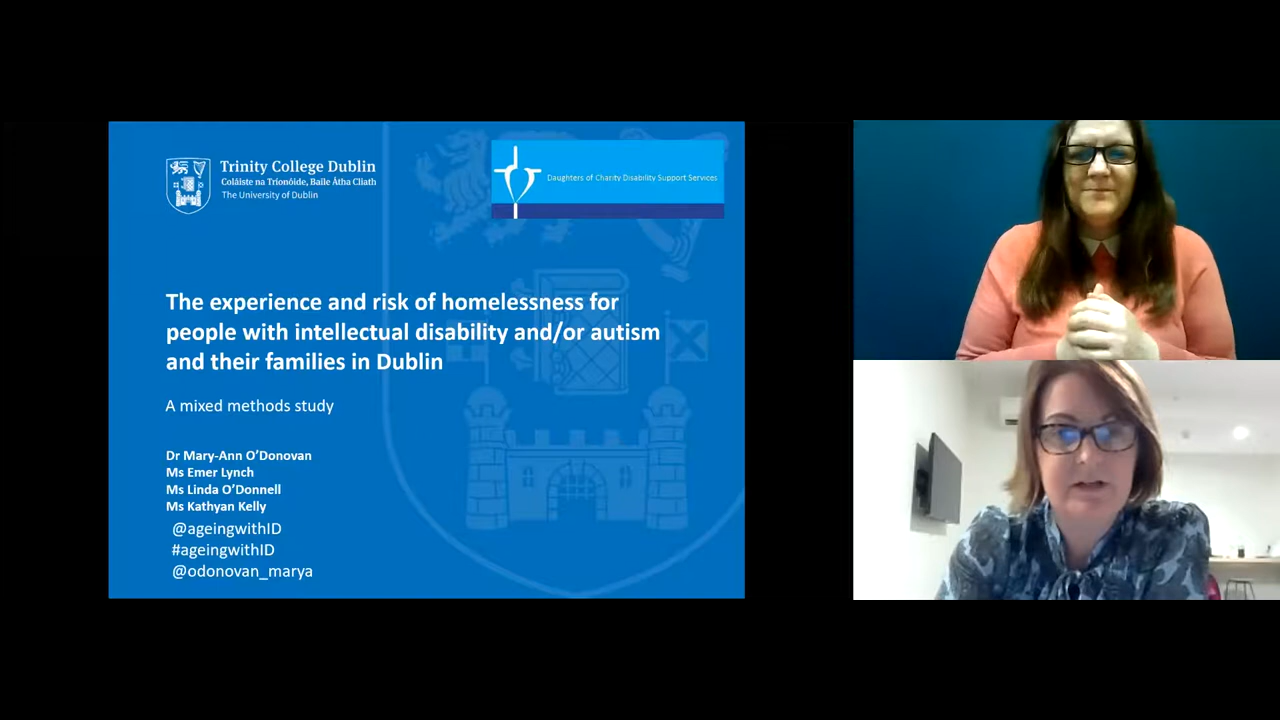 Trinity College Dublin
Coláiste na Tríonóide, Baile Átha Cliath
The University of Dublin
Daughters of Charity Disability Support Services
The experience and risk of homelessness for
people with intellectual disability and/or autism
and their families in Dublin
A mixed methods study
Dr Mary-Ann O’Donovan
Ms Emer Lynch
Ms Linda O’Donnell
Ms Kathyan Kelly
@ageingwithID
#ageingwithID
@odonovan_marya